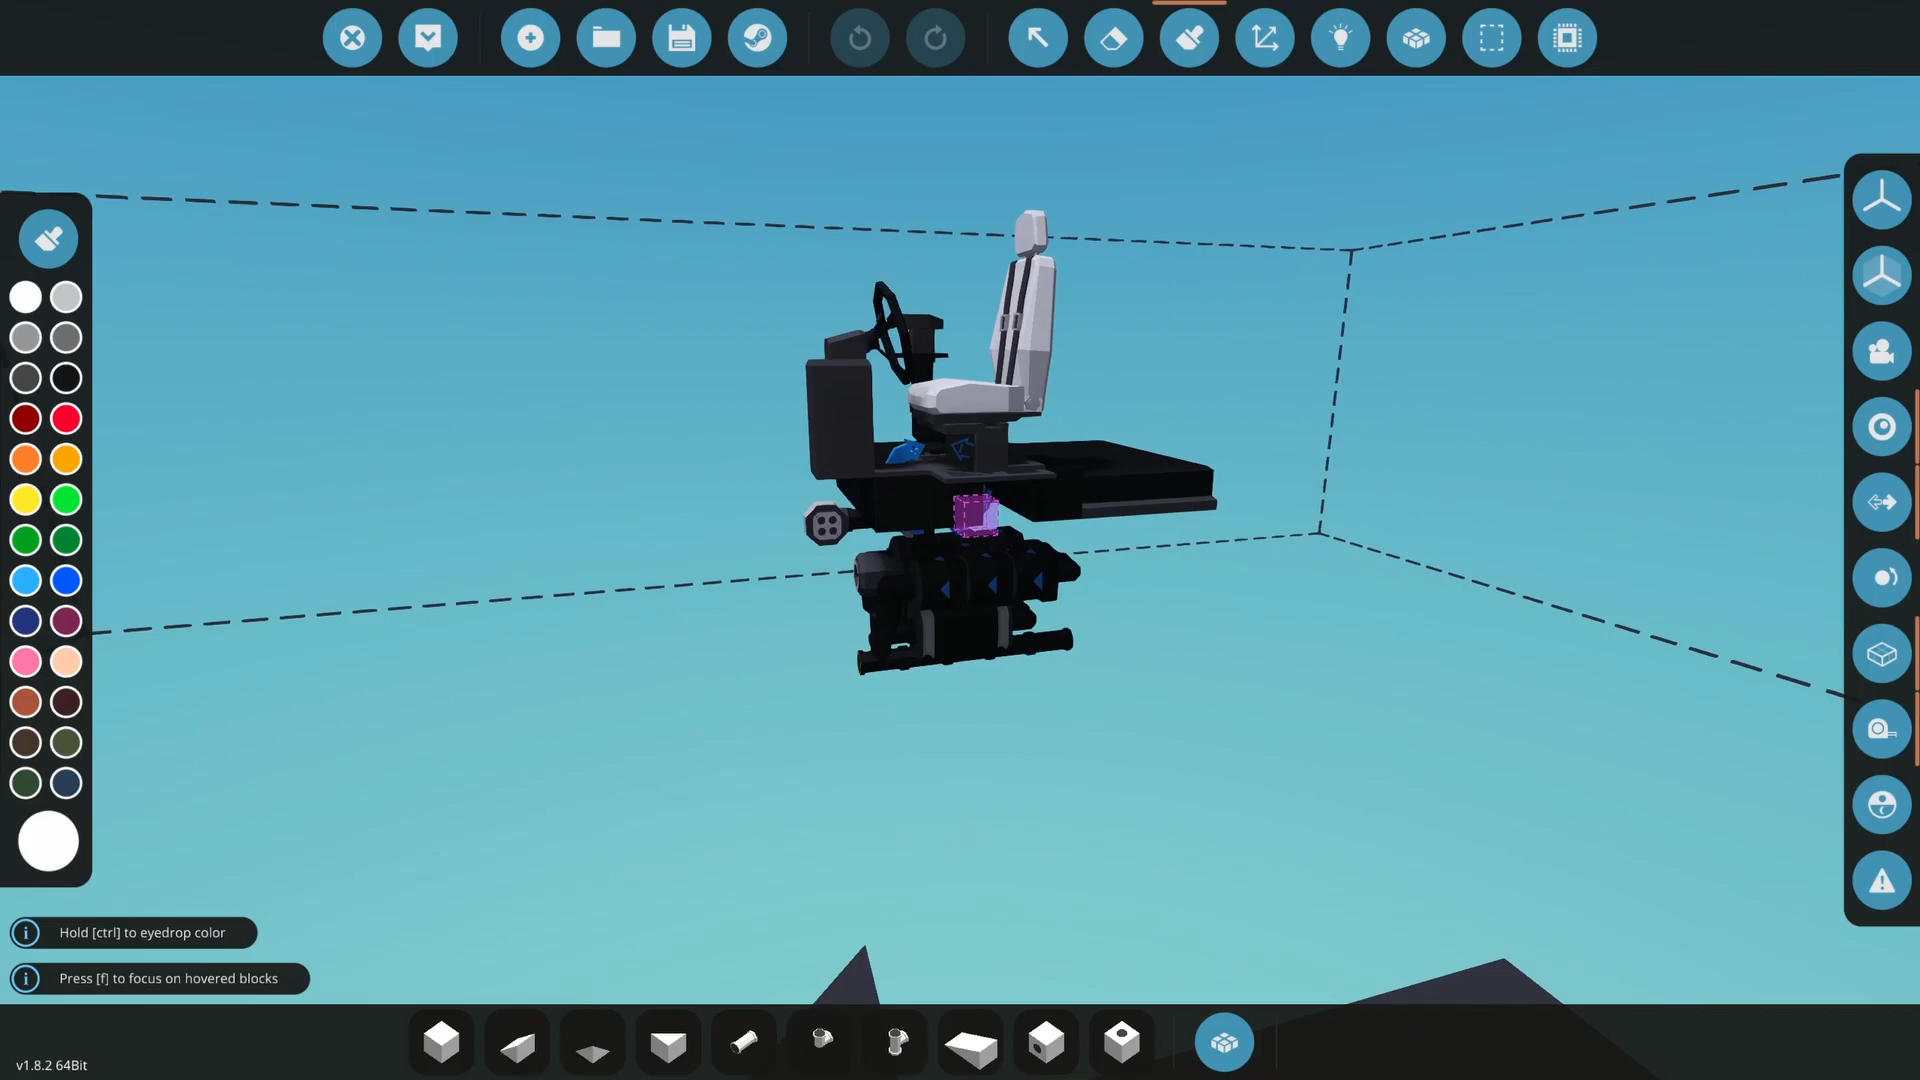 Hold [ctrl] to eyedrop color
Press [f] to focus on hovered blocks
v1.8.2 64Bit